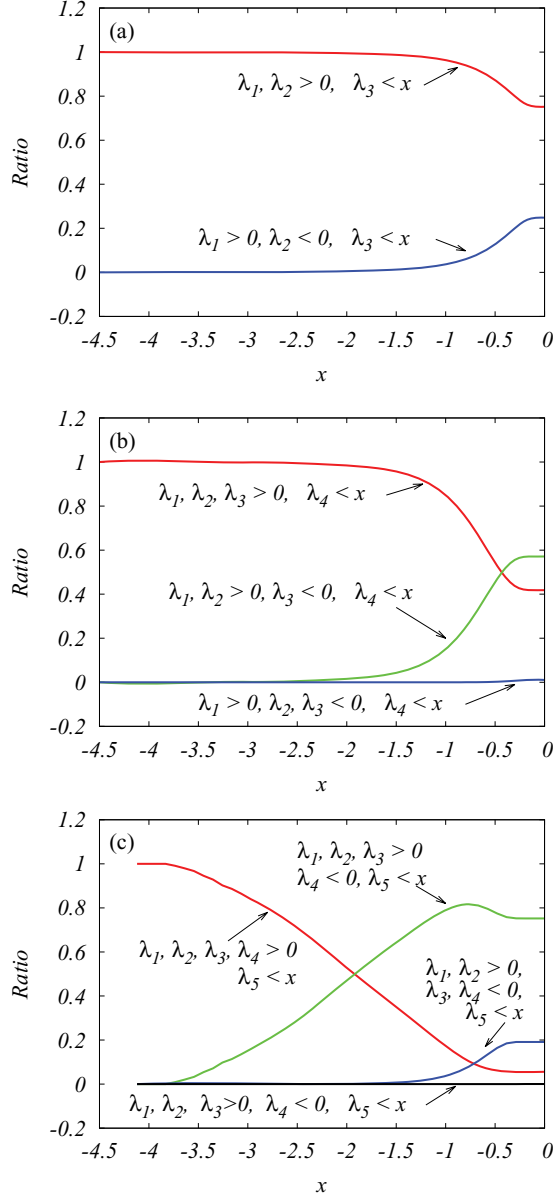 (a)
1.2
1
0.8
0.6
0.4
0.2
0
-0.2
Ratio
λ1, λ2 > 0, λ3 < x
λ1 > 0, λ2 < 0, λ3 < x
-4.5 -4 -3.5 -3 -2.5 -2 -1.5 -1 -0.5 0
x
(b)
1.2
1
0.8
0.6
0.4
0.2
0
-0.2
Ratio
λ1, λ2, λ3 > 0, λ4 < x
λ1, λ2 > 0, λ3 < 0, λ4 < x
λ1 > 0, λ2, λ3 < 0, λ4 < x
-4.5 -4 -3.5 -3 -2.5 -2 -1.5 -1 -0.5 0
x
(c)
1.2
1
0.8
0.6
0.4
0.2
0
-0.2
Ratio
λ1, λ2, λ3 > 0
λ4 < 0, λ5 < x
λ1, λ2, λ3, λ4 > 0
λ5 < x
λ1, λ2 > 0,
λ3, λ4 < 0,
λ5 < x
λ1, λ2, λ3>0, λ4 < 0, λ5 < x
-4.5 -4 -3.5 -3 -2.5 -2 -1.5 -1 -0.5 0
x